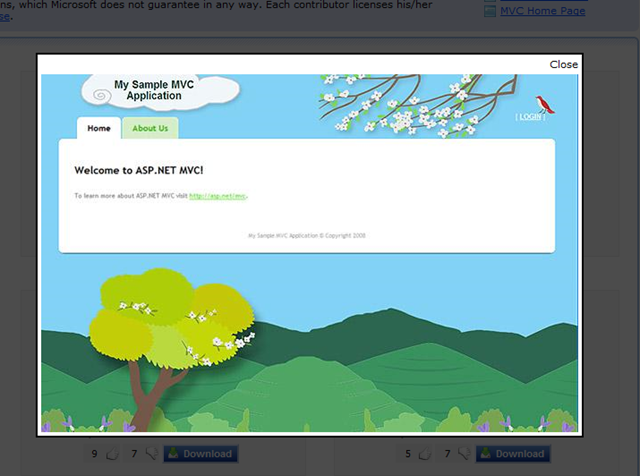 ns, which Microsoft does not guarantee in any way. Each contributor licenses his/her
se.
MVC Home Page
Close
My Sample MVC
Application
[ LOGIN ]
Home
About Us
Welcome to ASP.NET MVC!
To learn more about ASP.NET MVC visit http://asp.net/mvc.
My Sample MVC Application © Copyright 2008
9 7 Download
5 7 Download